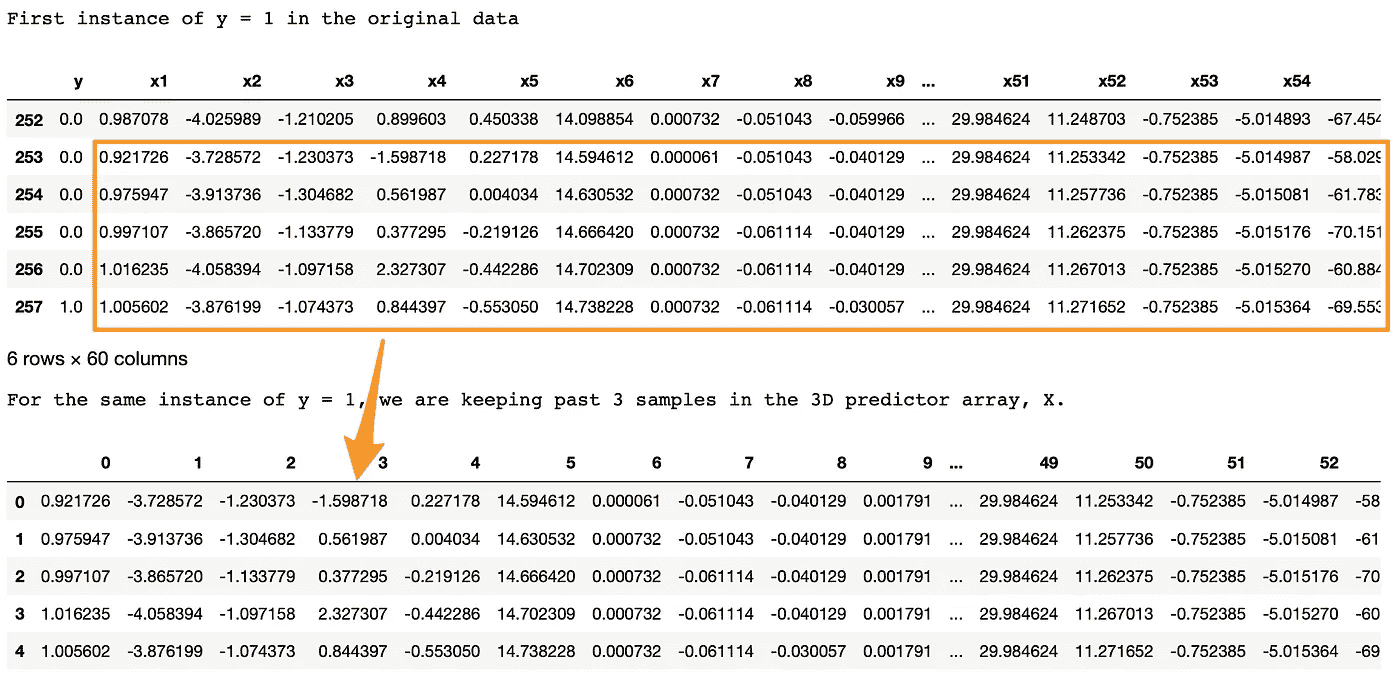 First instance of y = 1 in the original data
y x1 x2 x3 x4 x5 x6 x7 x8 x9 ... x51 x52 x53 x54
252 0.0 0.987078 -4.025989 -1.210205 0.899603 0.450338 14.098854 0.000732 -0.051043 -0.059966 ... 29.984624 11.248703 -0.752385 -5.014893 -67.454
253 0.0 0.921726 -3.728572 -1.230373 -1.598718 0.227178 14.594612 0.000061 -0.051043 -0.040129 ... 29.984624 11.253342 -0.752385 -5.014987 -58.029
254 0.0 0.975947 -3.913736 -1.304682 0.561987 0.004034 14.630532 0.000732 -0.051043 -0.040129 ... 29.984624 11.257736 -0.752385 -5.015081 -61.783
255 0.0 0.997107 -3.865720 -1.133779 0.377295 -0.219126 14.666420 0.000732 -0.061114 -0.040129 ... 29.984624 11.262375 -0.752385 -5.015176 -70.151
256 0.0 1.016235 -4.058394 -1.097158 2.327307 -0.442286 14.702309 0.000732 -0.061114 -0.040129 ... 29.984624 11.267013 -0.752385 -5.015270 -60.884
257 1.0 1.005602 -3.876199 -1.074373 0.844397 -0.553050 14.738228 0.000732 -0.061114 -0.030057 ... 29.984624 11.271652 -0.752385 -5.015364 -69.553
6 rows × 60 columns
For the same instance of y = 1, we are keeping past 3 samples in the 3D predictor array, X.
0 1 2 3 4 5 6 7 8 9 ... 49 50 51 52
0 0.921726 -3.728572 -1.230373 -1.598718 0.227178 14.594612 0.000061 -0.051043 -0.040129 0.001791 ... 29.984624 11.253342 -0.752385 -5.014987 -58
1 0.975947 -3.913736 -1.304682 0.561987 0.004034 14.630532 0.000732 -0.051043 -0.040129 0.001791 ... 29.984624 11.257736 -0.752385 -5.015081 -61
2 0.997107 -3.865720 -1.133779 0.377295 -0.219126 14.666420 0.000732 -0.061114 -0.040129 0.001791 ... 29.984624 11.262375 -0.752385 -5.015176 -70
3 1.016235 -4.058394 -1.097158 2.327307 -0.442286 14.702309 0.000732 -0.061114 -0.040129 0.001791 ... 29.984624 11.267013 -0.752385 -5.015270 -60
4 1.005602 -3.876199 -1.074373 0.844397 -0.553050 14.738228 0.000732 -0.061114 -0.030057 0.001791 ... 29.984624 11.271652 -0.752385 -5.015364 -69